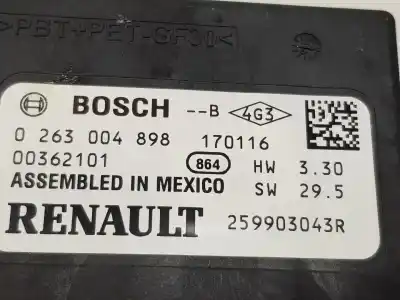 >PBT+PET-GF30<
BOSCH --B 4G3
0 263 004 898 170116
00362101 864 HW 3.30
ASSEMBLED IN MEXICO SW 29.5
RENAULT 259903043R